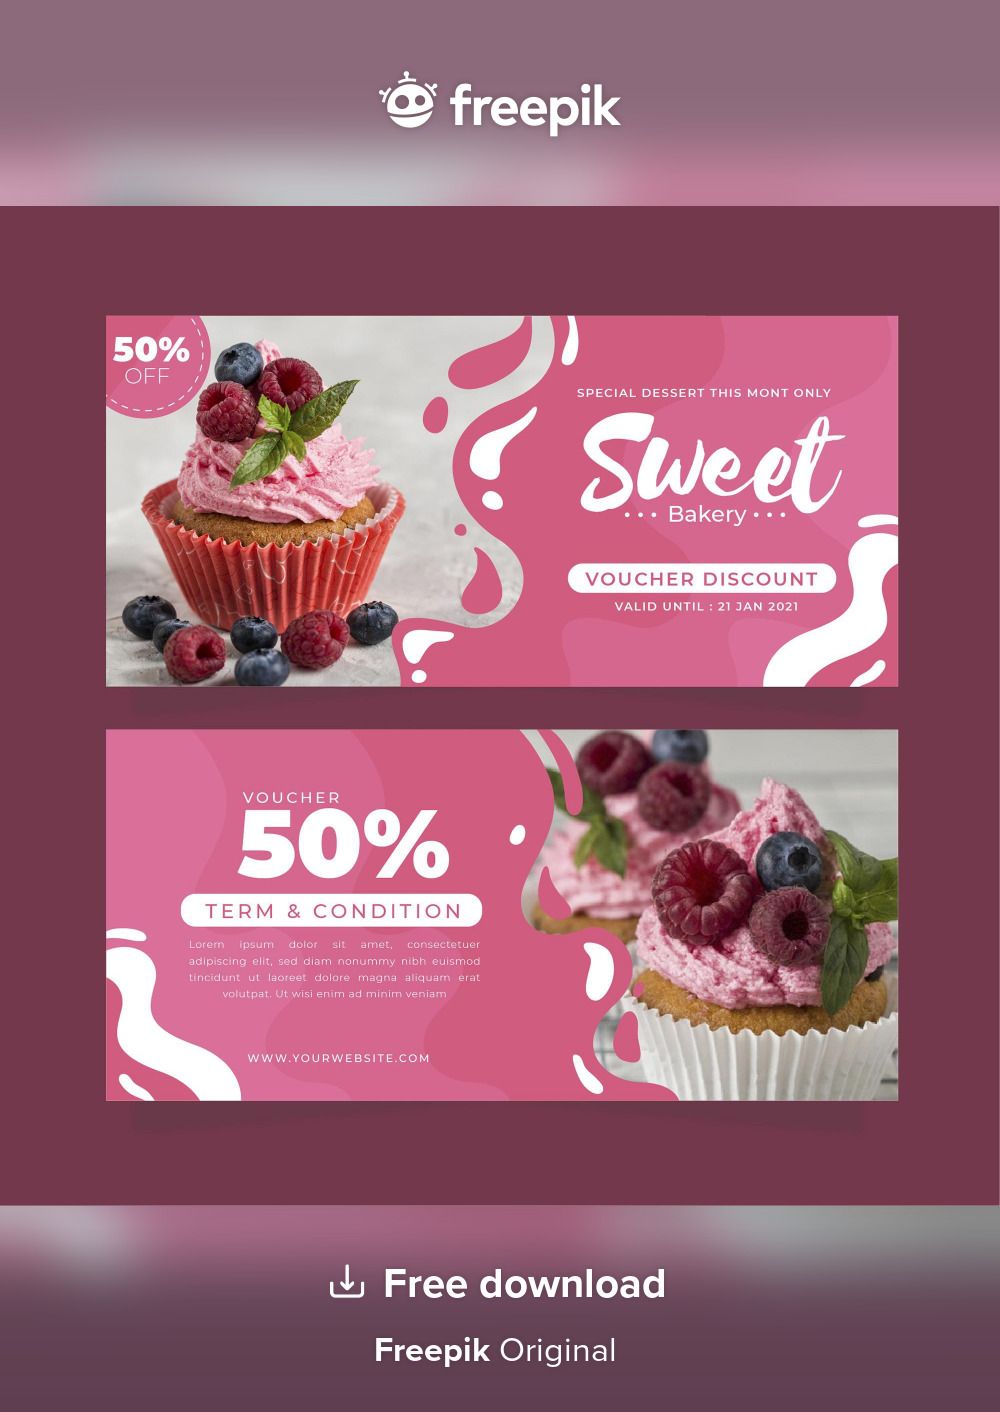 freepik
50%
OFF
SPECIAL DESSERT THIS MONT ONLY
Sweet
Bakery
VOUCHER DISCOUNT
VALID UNTIL : 21 JAN 2021
VOUCHER
50%
TERM & CONDITION
Lorem ipsum dolor sit amet, consectetuer
adipiscing elit, sed diam nonummy nibh euismod
tincidunt ut laoreet dolore magna aliquam erat
volutpat. Ut wisi enim ad minim veniam
WWW.YOURWEBSITE.COM
Free download
Freepik Original